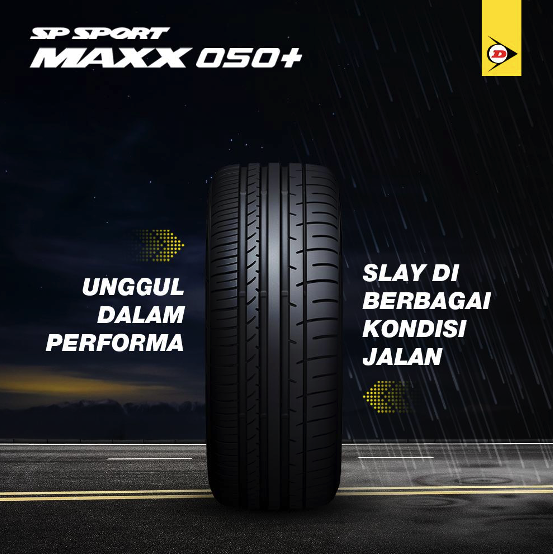 SP SPORT
MAXX 050+
D
UNGGUL
DALAM
PERFORMA
SLAY DI
BERBAGAI
KONDISI
JALAN